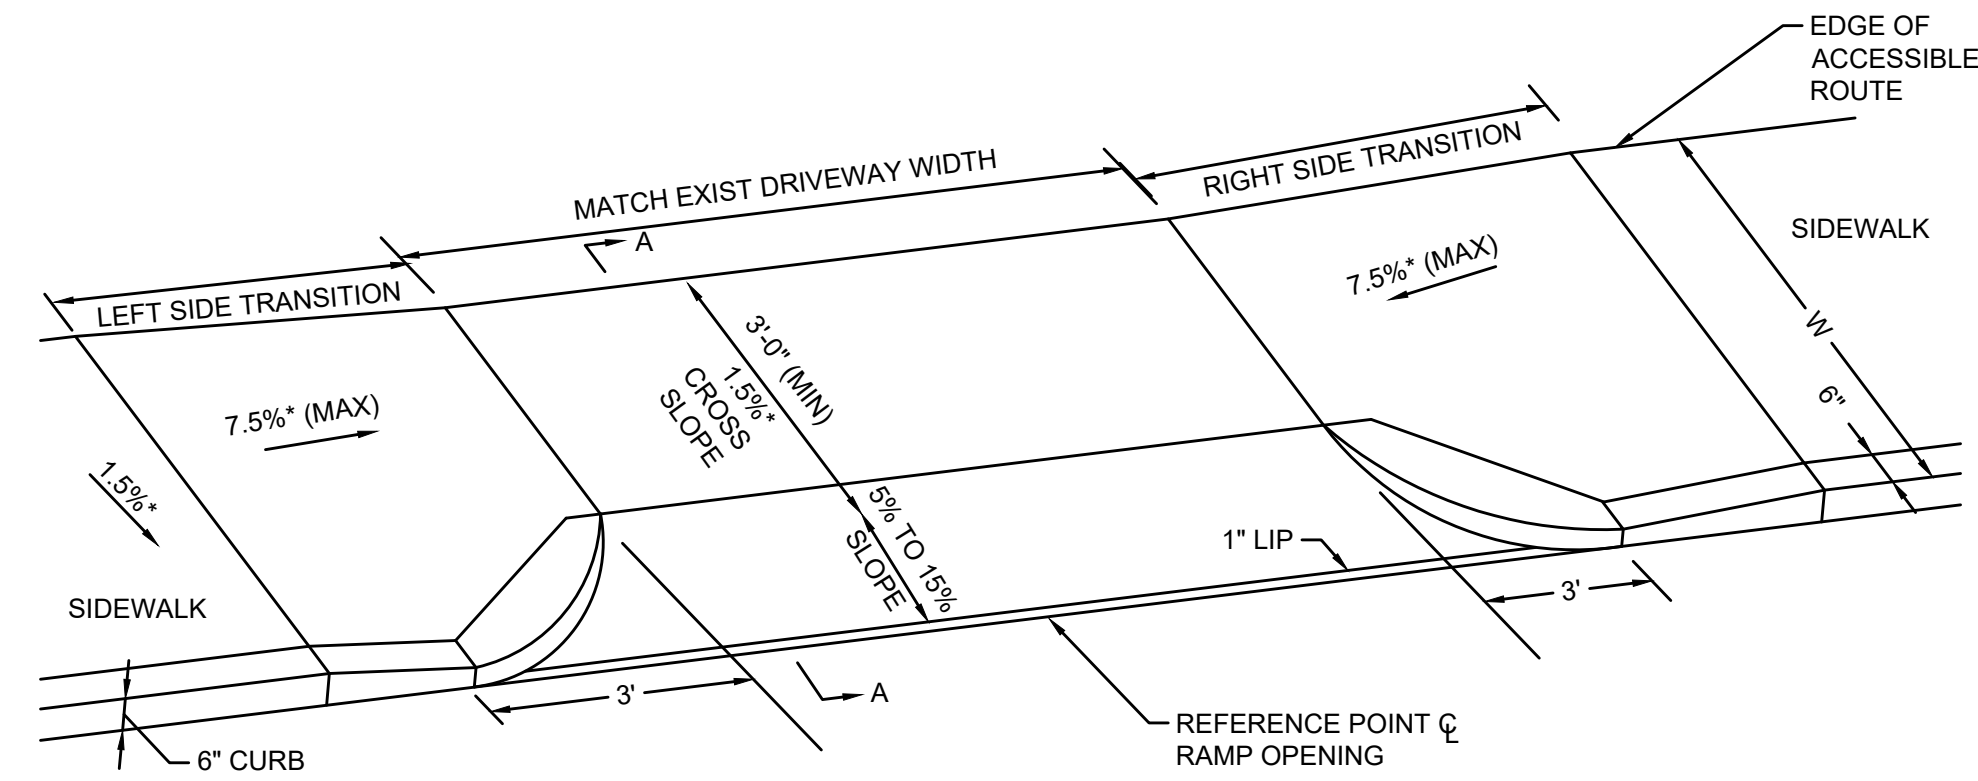 EDGE OF
ACCESSIBLE
ROUTE
MATCH EXIST DRIVEWAY WIDTH
RIGHT SIDE TRANSITION
A
SIDEWALK
7.5%* (MAX)
LEFT SIDE TRANSITION
3'-0" (MIN)
1.5%*
CROSS
SLOPE
W
6"
7.5%* (MAX)
1.5%*
5% TO 15%
SLOPE
1" LIP
3'
SIDEWALK
3'
A
REFERENCE POINT ℄
RAMP OPENING
6" CURB